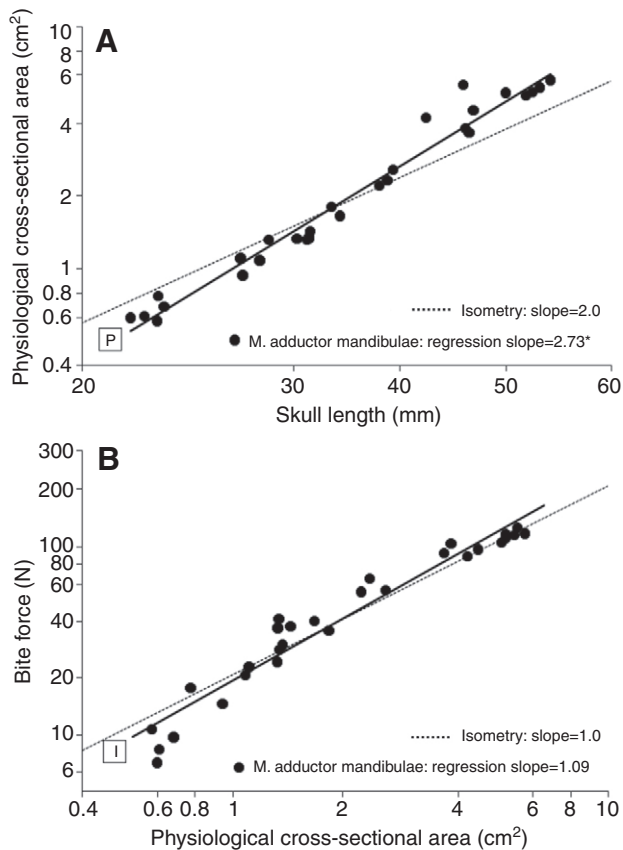 A
Physiological cross-sectional area (cm²)
10
8
6
4
2
1
0.8
0.6
0.4
P
Isometry: slope=2.0
M. adductor mandibulae: regression slope=2.73*
20 30 40 50 60
Skull length (mm)
B
Bite force (N)
300
200
100
80
60
40
20
10
6
I
Isometry: slope=1.0
M. adductor mandibulae: regression slope=1.09
0.4 0.6 0.8 1 2 4 6 8 10
Physiological cross-sectional area (cm²)